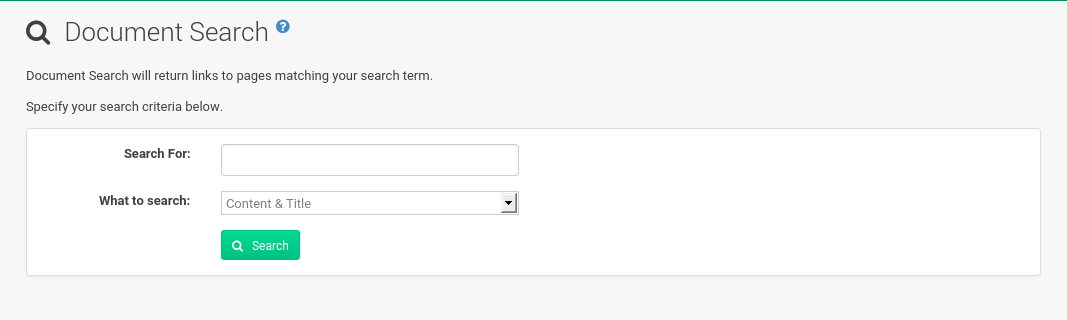 Document Search
Document Search will return links to pages matching your search term.
Specify your search criteria below.
Search For:
What to search: Content & Title
Search